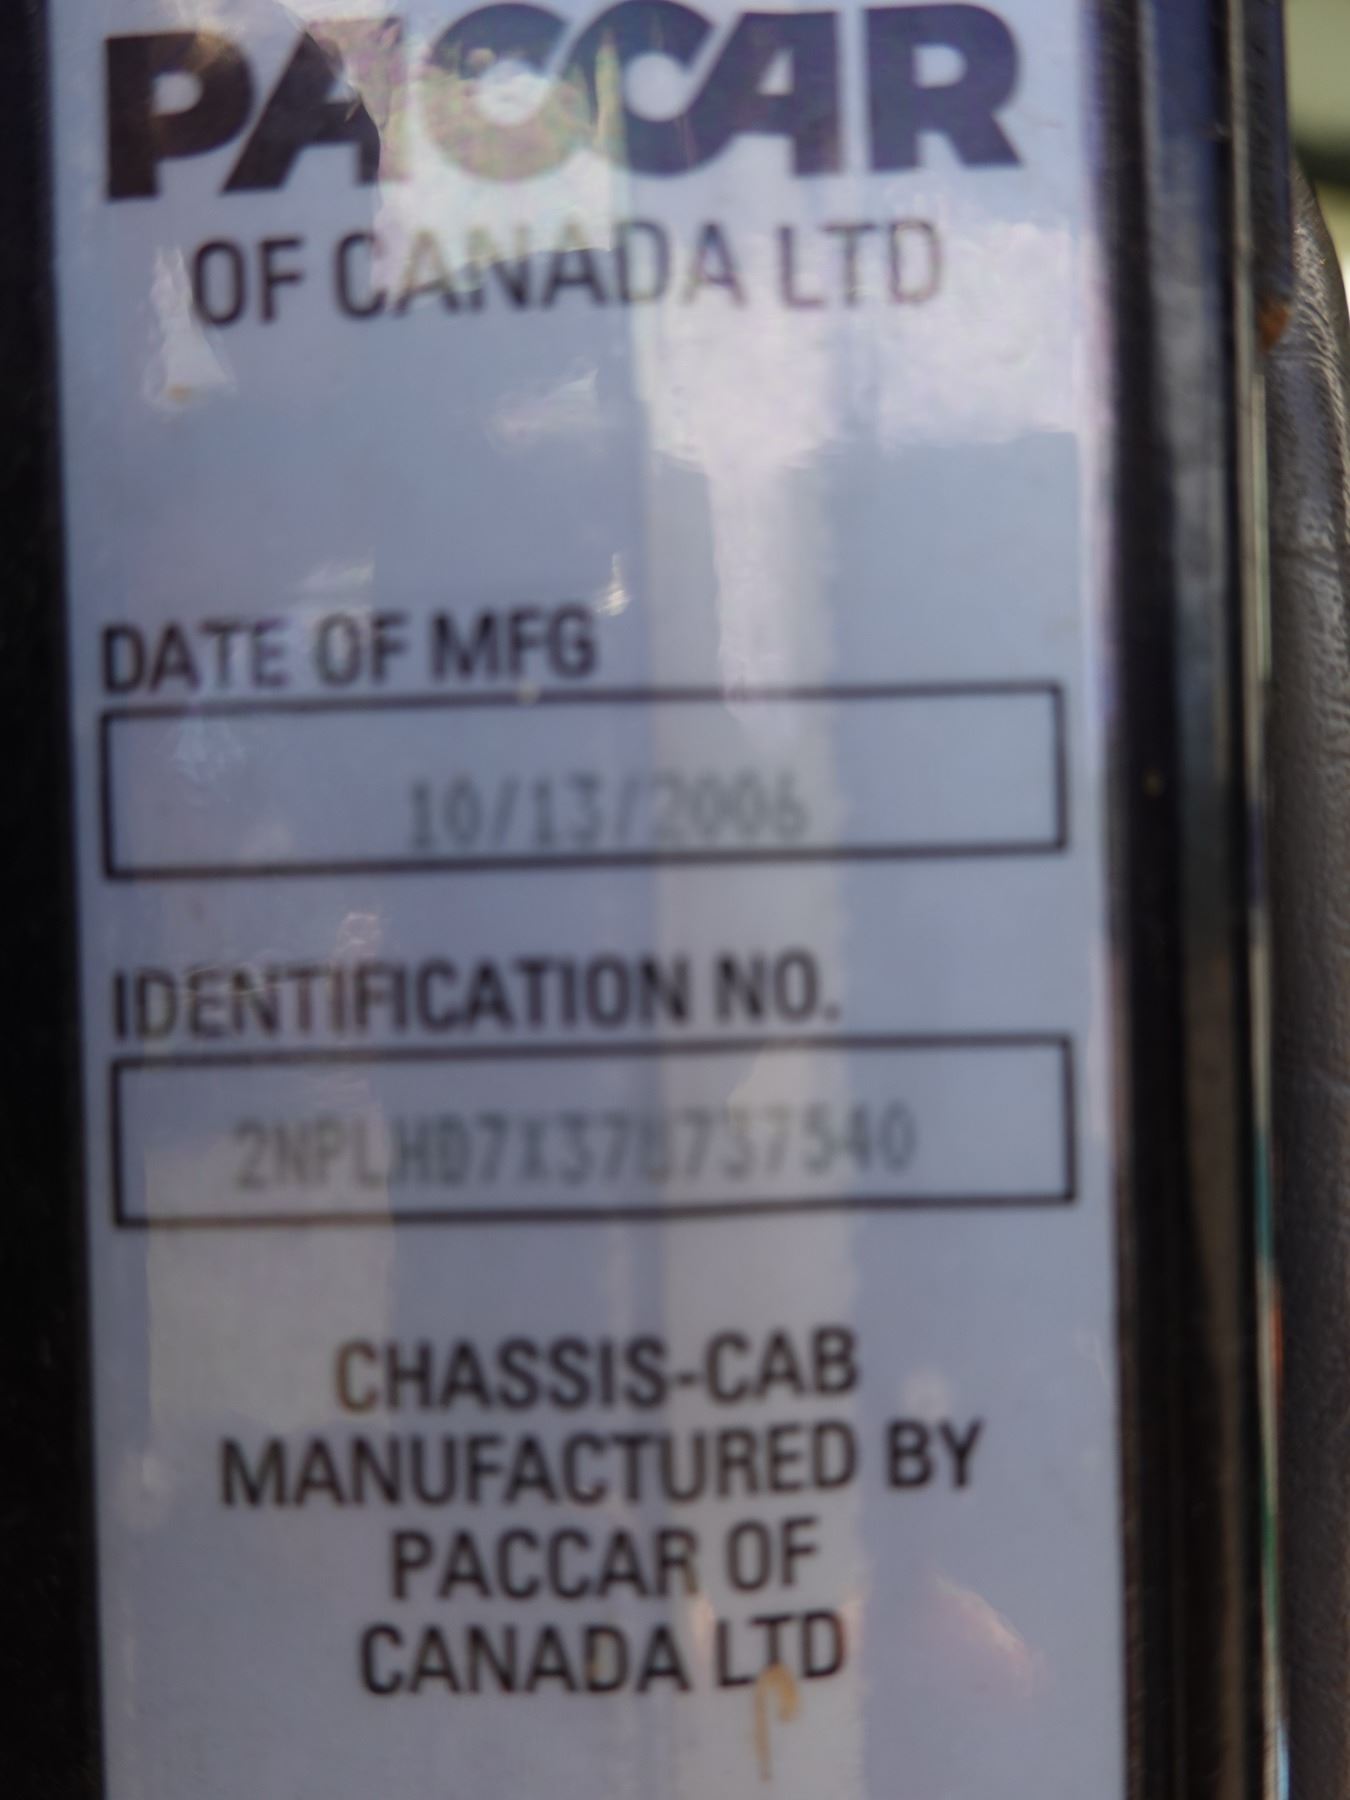 PACCAR
OF CANADA LTD
DATE OF MFG
10/13/2006
IDENTIFICATION NO.
2NPLHD7X37M737540
CHASSIS-CAB
MANUFACTURED BY
PACCAR OF
CANADA LTD